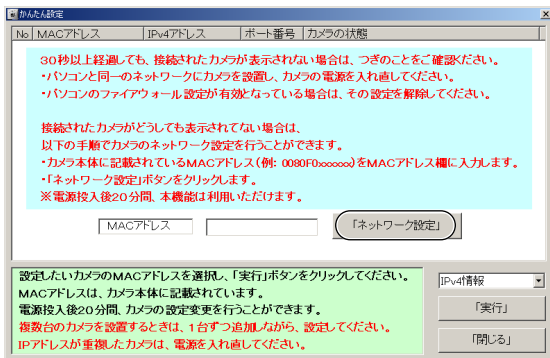 かんたん設定
No MACアドレス IPv4アドレス ポート番号 カメラの状態
30秒以上経過しても、接続されたカメラが表示されない場合は、つぎのことをご確認ください。
・パソコンと同一のネットワークにカメラを設置し、カメラの電源を入れ直してください。
・パソコンのファイアウォール設定が有効となっている場合は、その設定を解除してください。
接続されたカメラがどうしても表示されてない場合は、
以下の手順でカメラのネットワーク設定を行うことができます。
・カメラ本体に記載されているMACアドレス(例: 0080F0xxxxxx)をMACアドレス欄に入力します。
・「ネットワーク設定」ボタンをクリックします。
※電源投入後20分間、本機能は利用いただけます。
MACアドレス 「ネットワーク設定」
設定したいカメラのMACアドレスを選択し、「実行」ボタンをクリックしてください。
MACアドレスは、カメラ本体に記載されています。
電源投入後20分間、カメラの設定変更を行うことができます。
複数台のカメラを設置するときは、1台ずつ追加しながら、設定してください。
IPアドレスが重複したカメラは、電源を入れ直してください。
IPv4情報
「実行」
「閉じる」